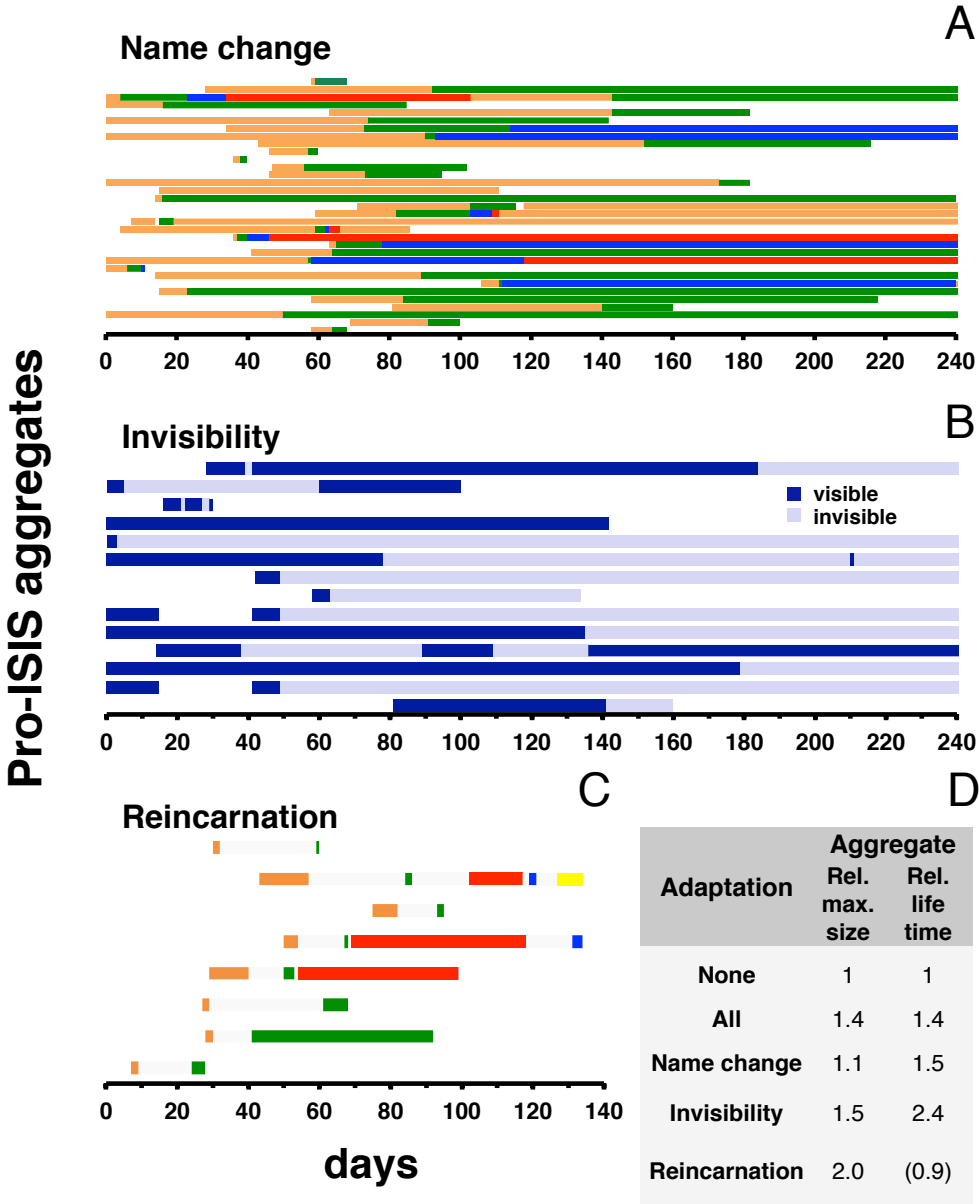 A
Name change
0 20 40 60 80 100 120 140 160 180 200 220 240
Pro-ISIS aggregates
B
Invisibility
visible
invisible
0 20 40 60 80 100 120 140 160 180 200 220 240
C
Reincarnation
0 20 40 60 80 100 120 140
days
D
Adaptation
Aggregate
Rel. max. size
Rel. life time
None 1 1
All 1.4 1.4
Name change 1.1 1.5
Invisibility 1.5 2.4
Reincarnation 2.0 (0.9)